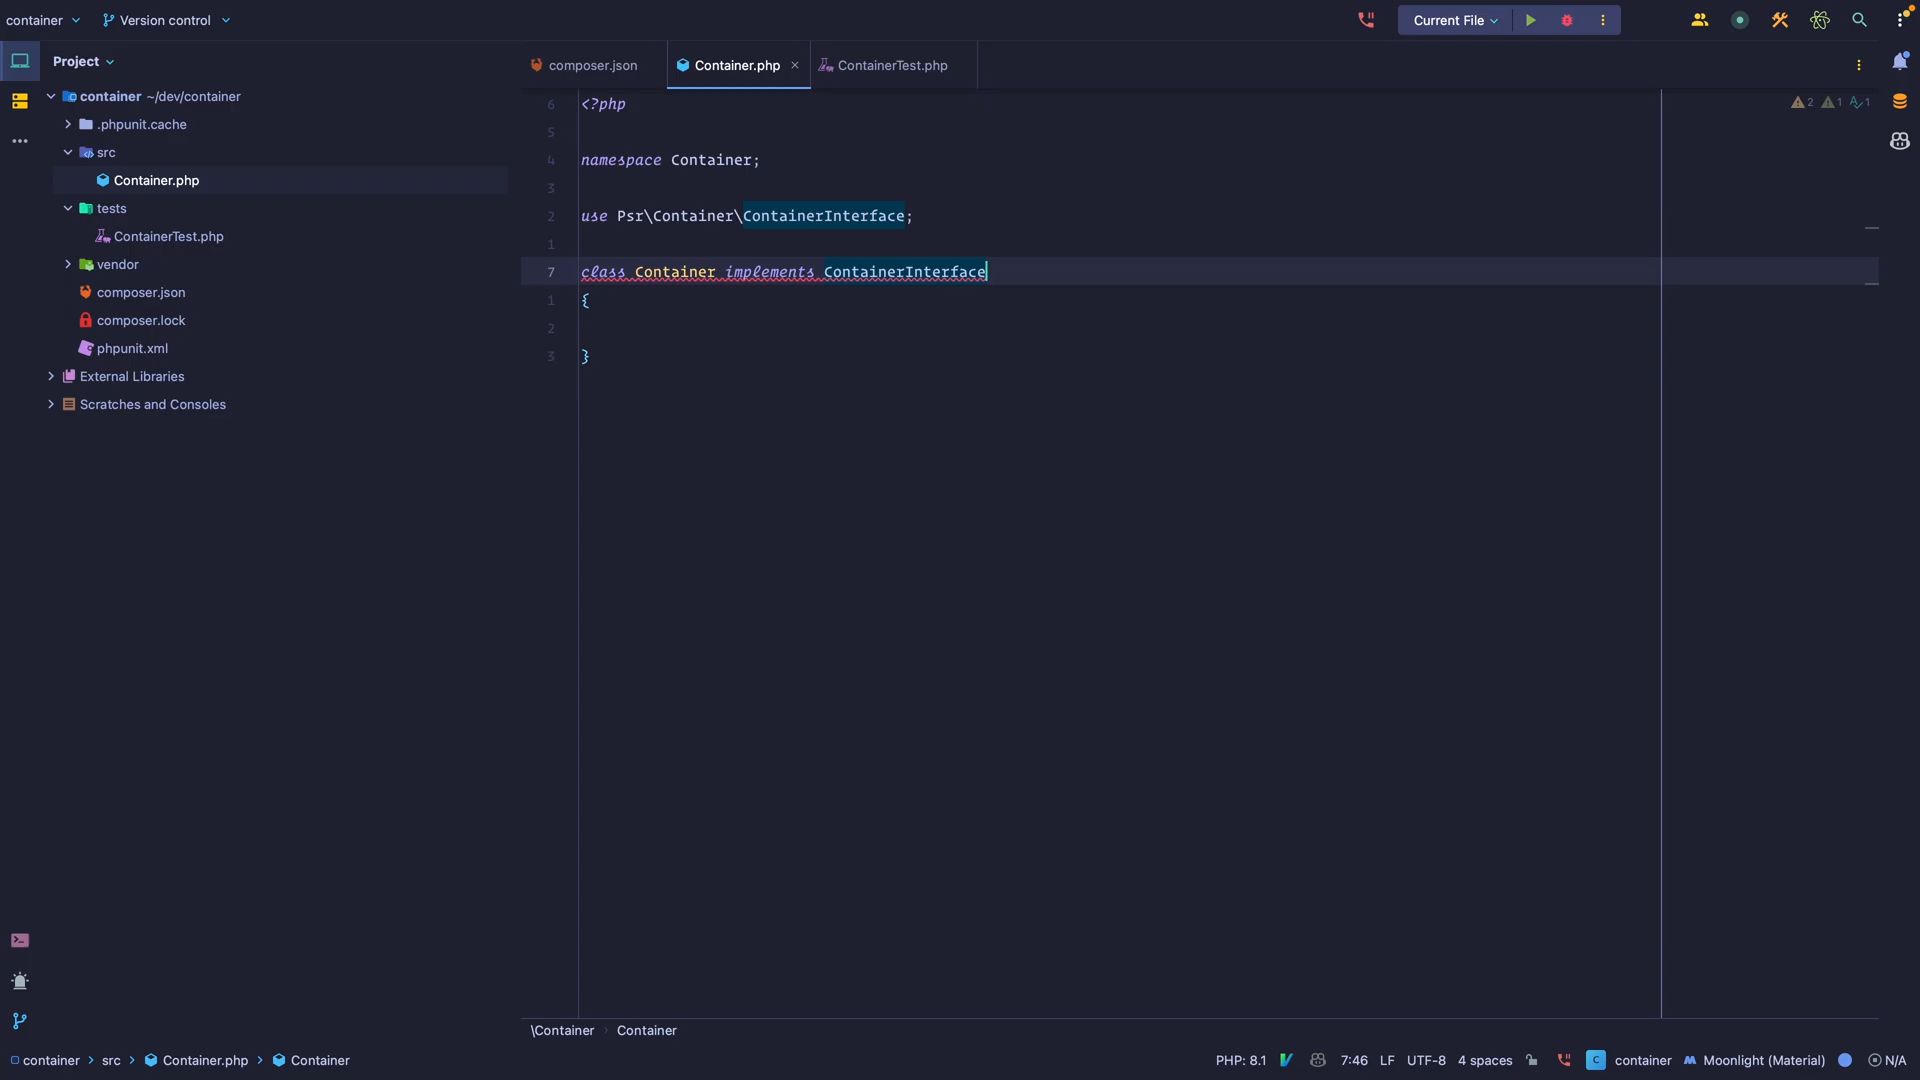 container
Version control
Current File
Project
composer.json
Container.php
ContainerTest.php
container ~/dev/container
.phpunit.cache
src
Container.php
tests
ContainerTest.php
vendor
composer.json
composer.lock
phpunit.xml
External Libraries
Scratches and Consoles
2 1 1
6 <?php
5
4 namespace Container;
3
2 use Psr\Container\ContainerInterface;
1
7 class Container implements ContainerInterface
1 {
2
3 }
\Container > Container
container > src > Container.php > Container
PHP: 8.1 7:46 LF UTF-8 4 spaces C container Moonlight (Material) N/A